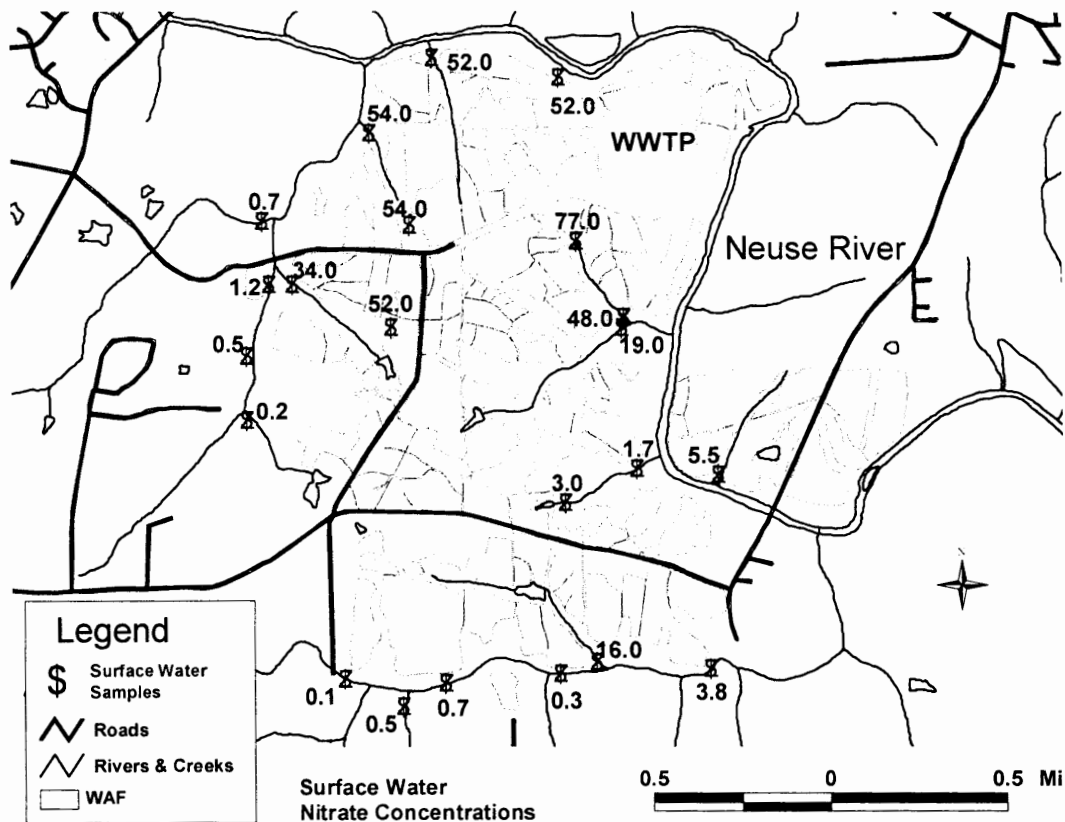 52.0
52.0
54.0
WWTP
0.7
54.0
77.0
Neuse River
1.2
34.0
52.0
48.0
19.0
0.5
0.2
1.7
5.5
3.0
16.0
0.1
0.5
0.7
0.3
3.8
Legend
$ Surface Water
Samples
Roads
Rivers & Creeks
WAF
Surface Water
Nitrate Concentrations
0.5 0 0.5 Mi